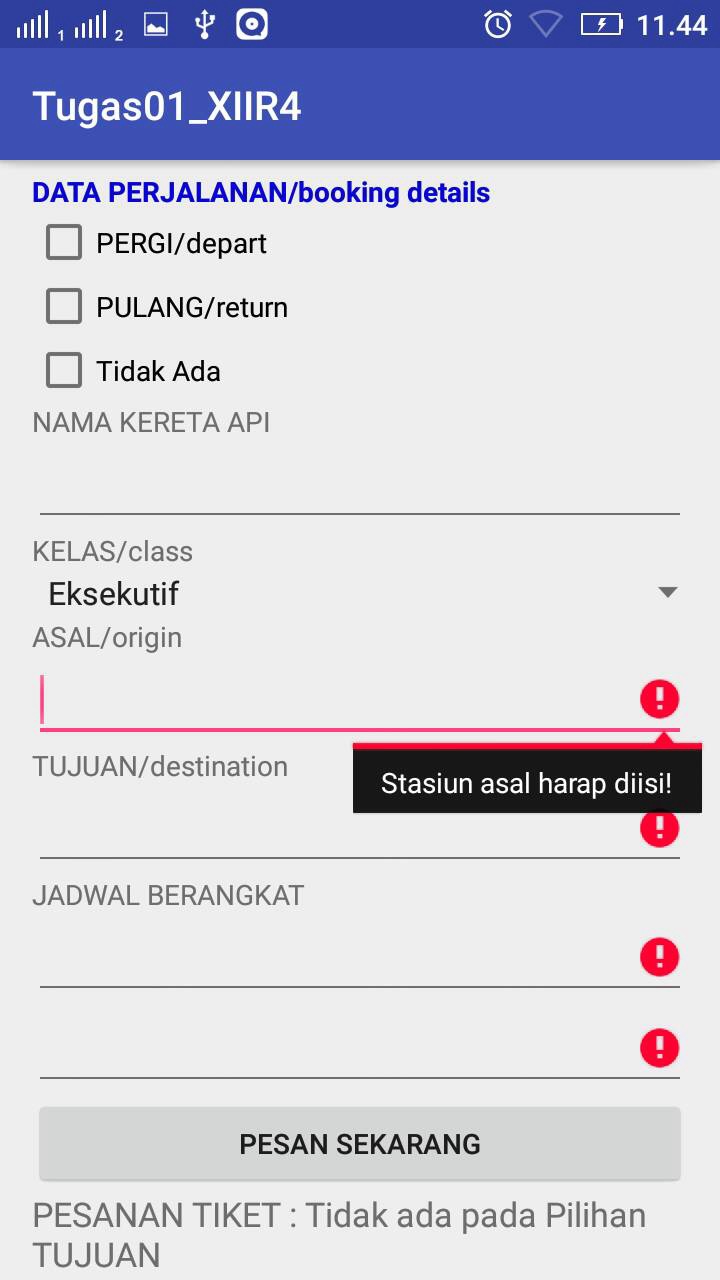 1 2 11.44
Tugas01_XIIR4
DATA PERJALANAN/booking details
PERGI/depart
PULANG/return
Tidak Ada
NAMA KERETA API
KELAS/class
Eksekutif
ASAL/origin
TUJUAN/destination
Stasiun asal harap diisi!
JADWAL BERANGKAT
PESAN SEKARANG
PESANAN TIKET : Tidak ada pada Pilihan
TUJUAN